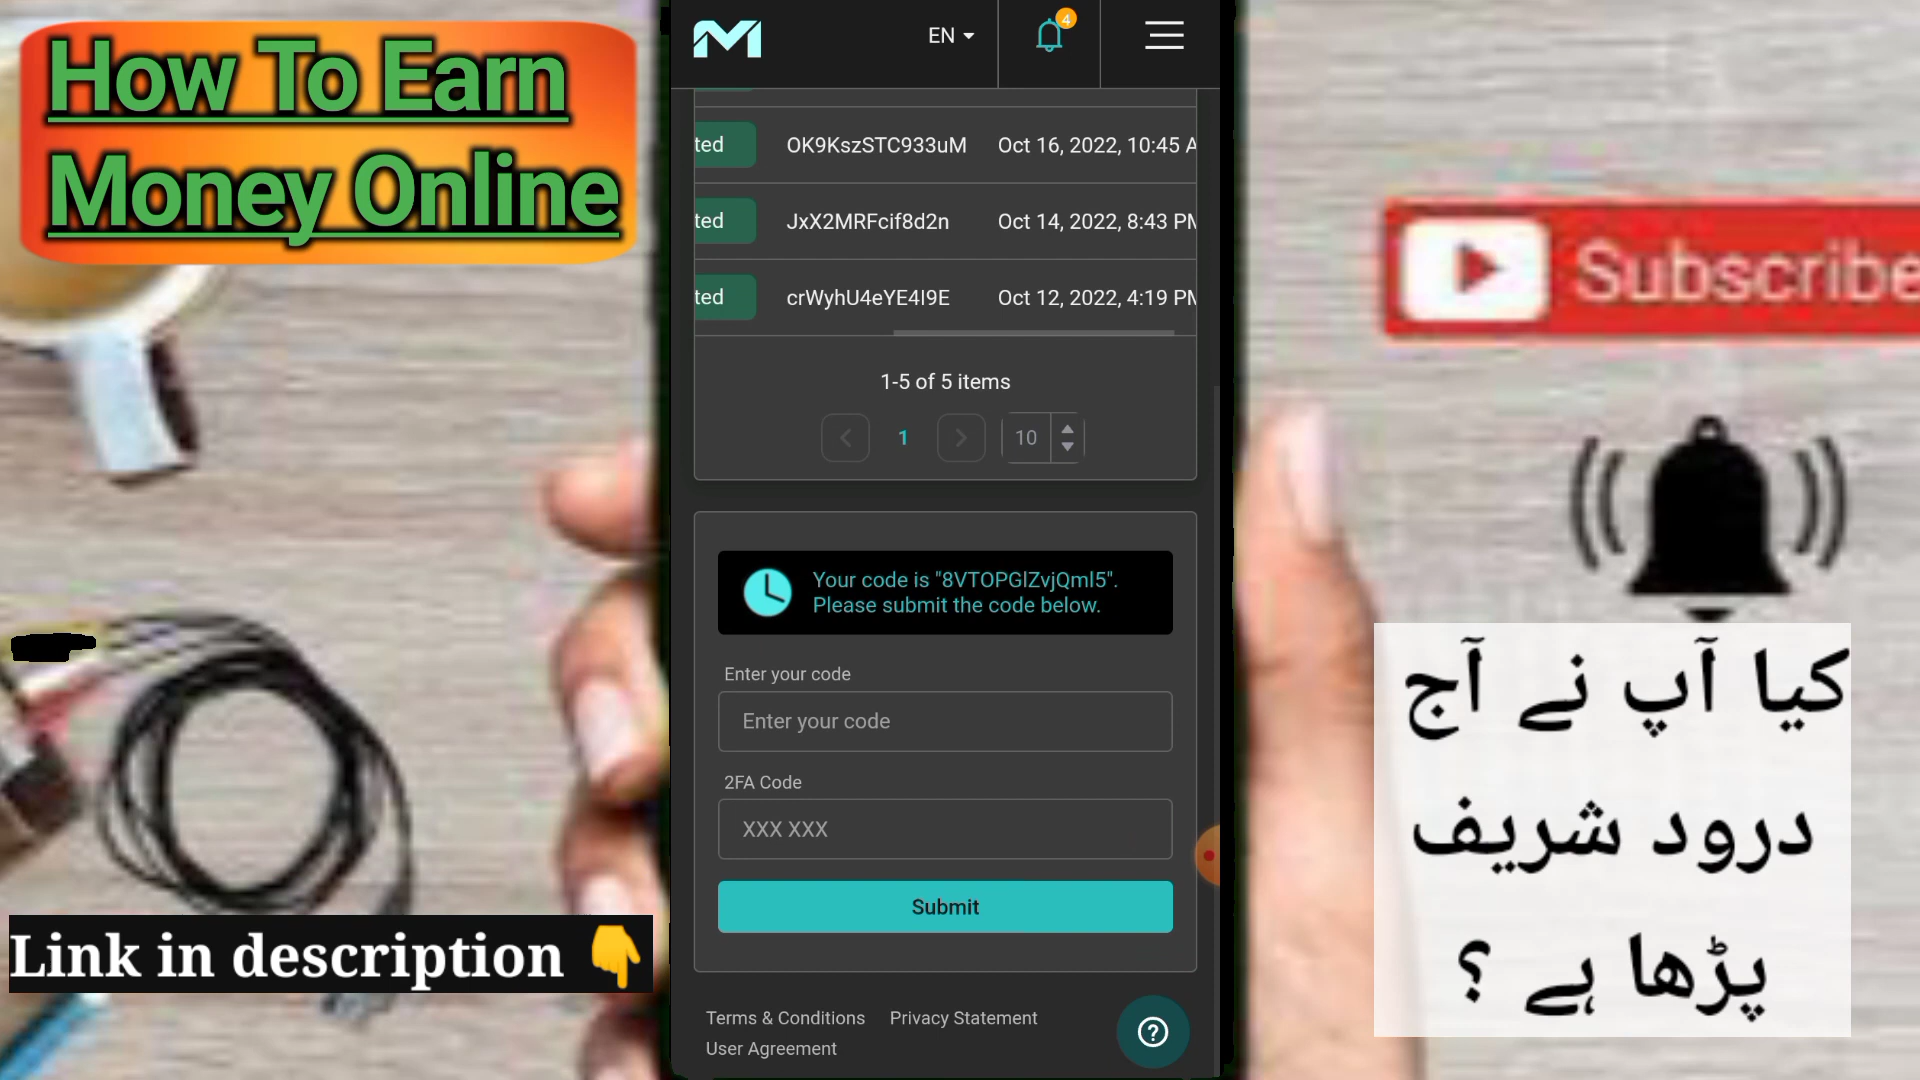 How To Earn
Money Online
EN
4
ted OK9KszSTC933uM Oct 16, 2022, 10:45 A
ted JxX2MRFcif8d2n Oct 14, 2022, 8:43 PM
ted crWyhU4eYE4I9E Oct 12, 2022, 4:19 PM
1-5 of 5 items
1
10
Your code is "8VTOPGlZvjQml5".
Please submit the code below.
Enter your code
Enter your code
2FA Code
XXX XXX
Submit
Terms & Conditions Privacy Statement
User Agreement
Link in description 👇
Subscribe
کیا آپ نے آج
درود شریف
پڑھا ہے ؟